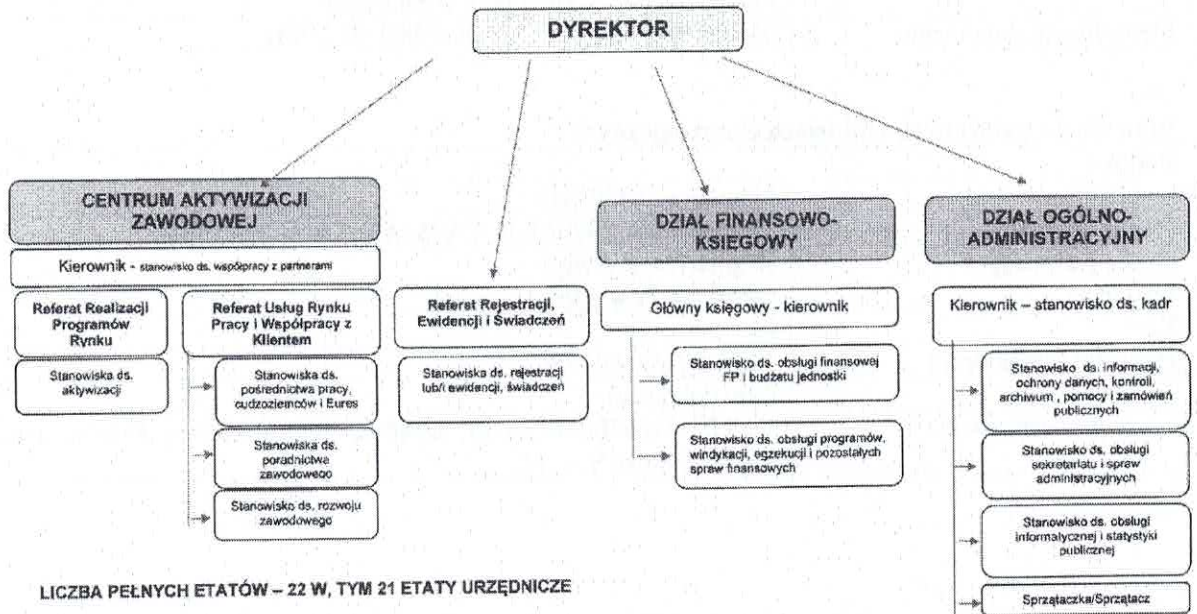 DYREKTOR
CENTRUM AKTYWIZACJI
ZAWODOWEJ
Kierownik - stanowisko ds. współpracy z partnerami
Referat Realizacji
Programów
Rynku
Stanowiska ds.
aktywizacji
Referat Usług Rynku
Pracy i Współpracy z
Klientem
Stanowiska ds.
pośrednictwa pracy,
cudzoziemców i Eures
Stanowiska ds.
poradnictwa
zawodowego
Stanowisko ds. rozwoju
zawodowego
Referat Rejestracji,
Ewidencji i Świadczeń
Stanowiska ds. rejestracji
lub/i ewidencji, świadczeń
DZIAŁ FINANSOWO-
KSIĘGOWY
Główny księgowy - kierownik
Stanowisko ds. obsługi finansowej
FP i budżetu jednostki
Stanowisko ds. obsługi programów,
windykacji, egzekucji i pozostałych
spraw finansowych
DZIAŁ OGÓLNO-
ADMINISTRACYJNY
Kierownik – stanowisko ds. kadr
Stanowisko ds. informacji,
ochrony danych, kontroli,
archiwum , pomocy i zamówień
publicznych
Stanowisko ds. obsługi
sekretariatu i spraw
administracyjnych
Stanowisko ds. obsługi
informatycznej i statystyki
publicznej
Sprzątaczka/Sprzątacz
LICZBA PEŁNYCH ETATÓW – 22 W, TYM 21 ETATY URZĘDNICZE